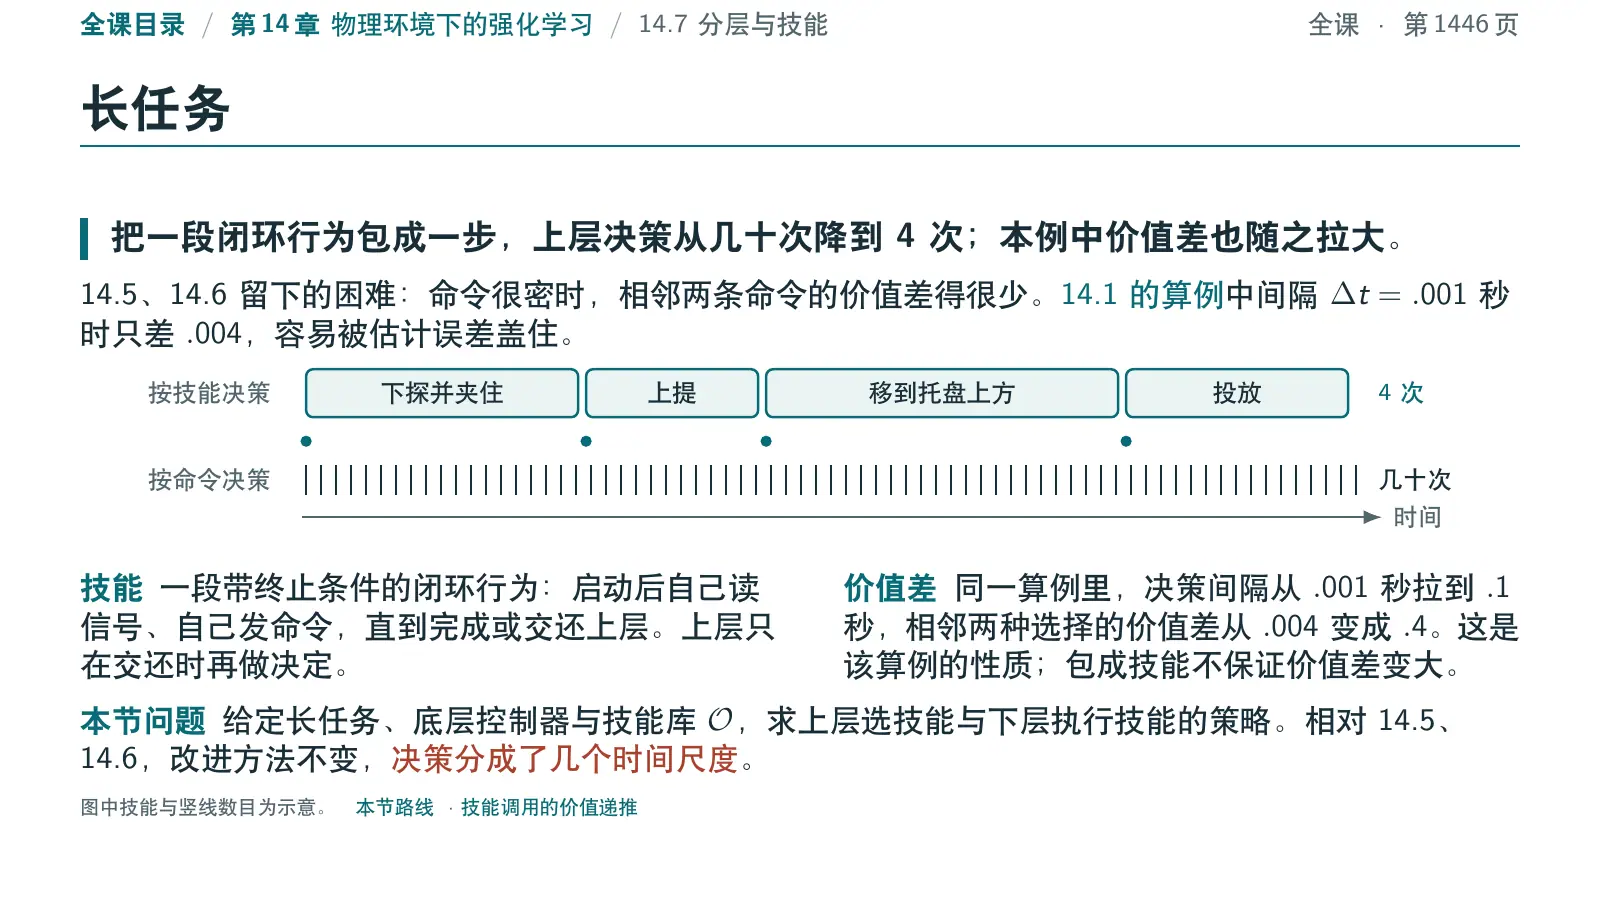 全课目录 / 第 14 章 物理环境下的强化学习 / 14.7 分层与技能
全课 · 第 1446 页
长任务
把一段闭环行为包成一步，上层决策从几十次降到 4 次；本例中价值差也随之拉大。
14.5、14.6 留下的困难：命令很密时，相邻两条命令的价值差得很少。14.1 的算例中间隔 Δt = .001 秒
时只差 .004，容易被估计误差盖住。
按技能决策 下探并夹住 上提 移到托盘上方 投放 4 次
按命令决策 几十次
时间
技能 一段带终止条件的闭环行为：启动后自己读
信号、自己发命令，直到完成或交还上层。上层只
在交还时再做决定。
价值差 同一算例里，决策间隔从 .001 秒拉到 .1
秒，相邻两种选择的价值差从 .004 变成 .4。这是
该算例的性质；包成技能不保证价值差变大。
本节问题 给定长任务、底层控制器与技能库 𝒪，求上层选技能与下层执行技能的策略。相对 14.5、
14.6，改进方法不变，决策分成了几个时间尺度。
图中技能与竖线数目为示意。 本节路线 · 技能调用的价值递推